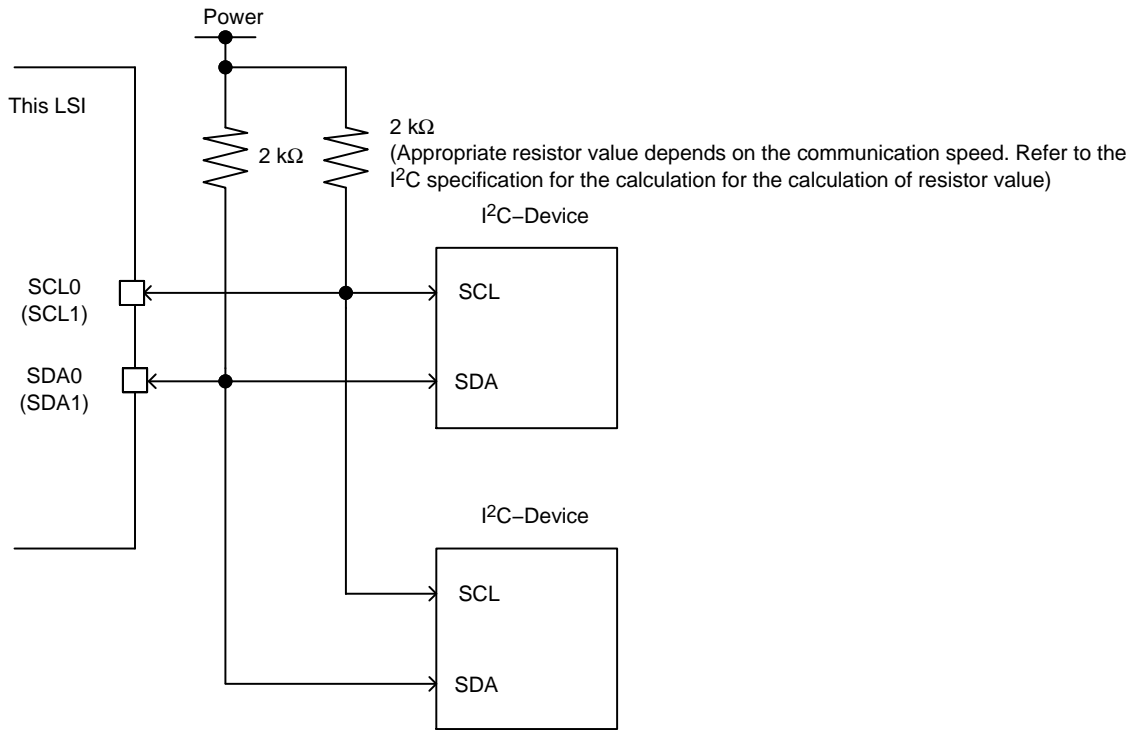 Power
This LSI
2 kΩ
2 kΩ
(Appropriate resistor value depends on the communication speed. Refer to the
I²C specification for the calculation for the calculation of resistor value)
I²C−Device
SCL0
(SCL1)
SCL
SDA0
(SDA1)
SDA
I²C−Device
SCL
SDA